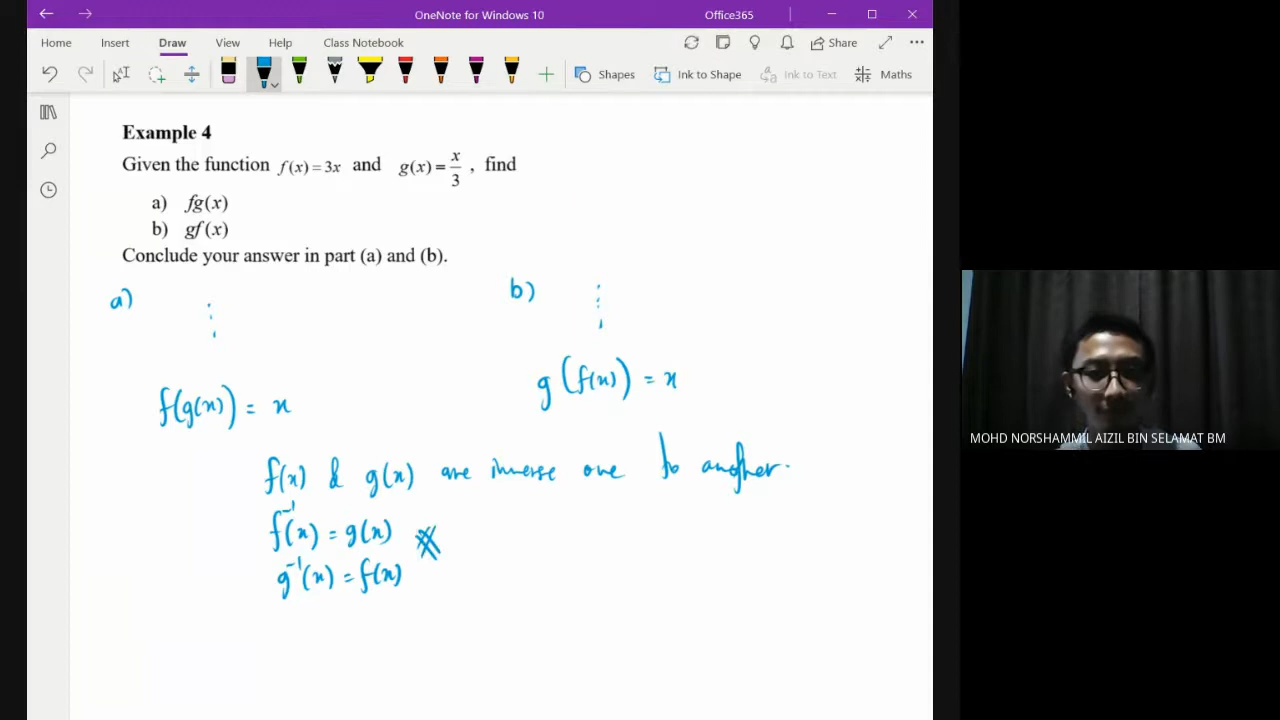 OneNote for Windows 10
Office365
Home Insert Draw View Help Class Notebook Share
Shapes Ink to Shape Ink to Text Maths
Example 4
Given the function f(x) = 3x and g(x) = x/3 , find
a) fg(x)
b) gf(x)
Conclude your answer in part (a) and (b).
a) ⋮
f(g(x)) = x
b) ⋮
g(f(x)) = x
f(x) & g(x) are inverse one to another.
f⁻¹(x) = g(x)
g⁻¹(x) = f(x)
MOHD NORSHAMMIL AIZIL BIN SELAMAT BM